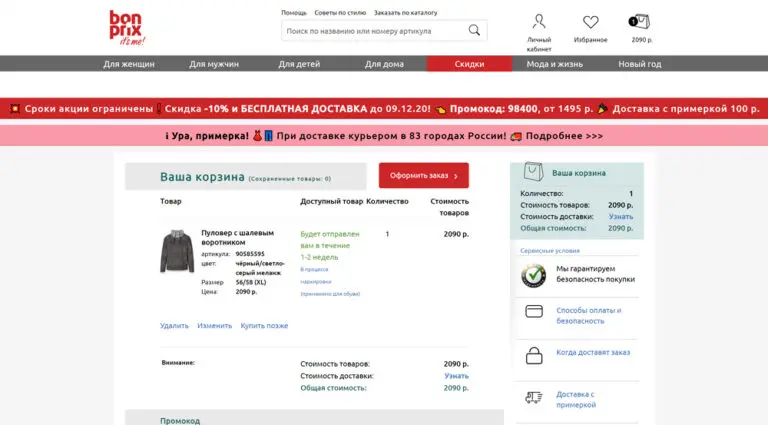 bon
prix
it's me!
Помощь Советы по стилю Заказать по каталогу
Поиск по названию или номеру артикула
Личный
кабинет
Избранное
1
2090 р.
Для женщин Для мужчин Для детей Для дома Скидки Мода и жизнь Новый год
Сроки акции ограничены Скидка -10% и БЕСПЛАТНАЯ ДОСТАВКА до 09.12.20! Промокод: 98400, от 1495 р. Доставка с примеркой 100 р.
Ура, примерка! При доставке курьером в 83 городах России! Подробнее >>>
Ваша корзина (Сохраненные товары: 0)
Оформить заказ >
Товар Доступный товар Количество Стоимость
товаров
Пуловер с шалевым
воротником
артикула: 90585595
цвет: чёрный/светло-
серый меланж
Размер 56/58 (XL)
Цена: 2090 р.
Будет отправлен
вам в течение
1-2 недель
В процессе
маркировки
(применимо для обуви)
1
2090 р.
Удалить Изменить Купить позже
Внимание:
Стоимость товаров: 2090 р.
Стоимость доставки: Узнать
Общая стоимость: 2090 р.
Промокод
Ваша корзина
Количество: 1
Стоимость товаров: 2090 р.
Стоимость доставки: Узнать
Общая стоимость: 2090 р.
Сервисные условия
Мы гарантируем
безопасность покупки
Способы оплаты и
безопасность
Когда доставят заказ
Доставка с
примеркой